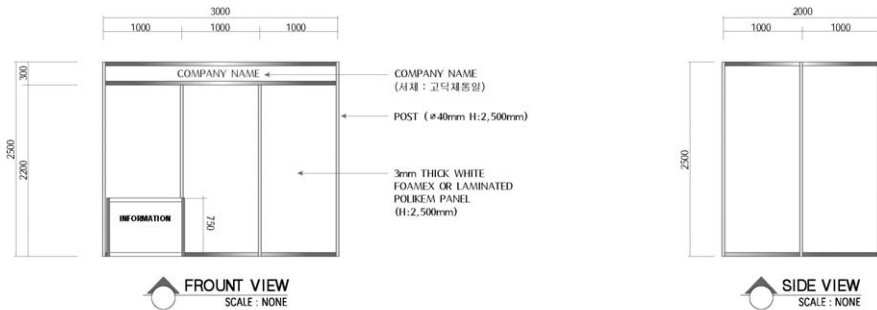 3000
1000 1000 1000
300
2500
2200
COMPANY NAME
COMPANY NAME
(서체 : 고딕체통일)
POST (ø40mm H:2,500mm)
3mm THICK WHITE
FOAMEX OR LAMINATED
POLIKEM PANEL
(H:2,500mm)
INFORMATION
750
FROUNT VIEW
SCALE : NONE
2000
1000 1000
2500
SIDE VIEW
SCALE : NONE